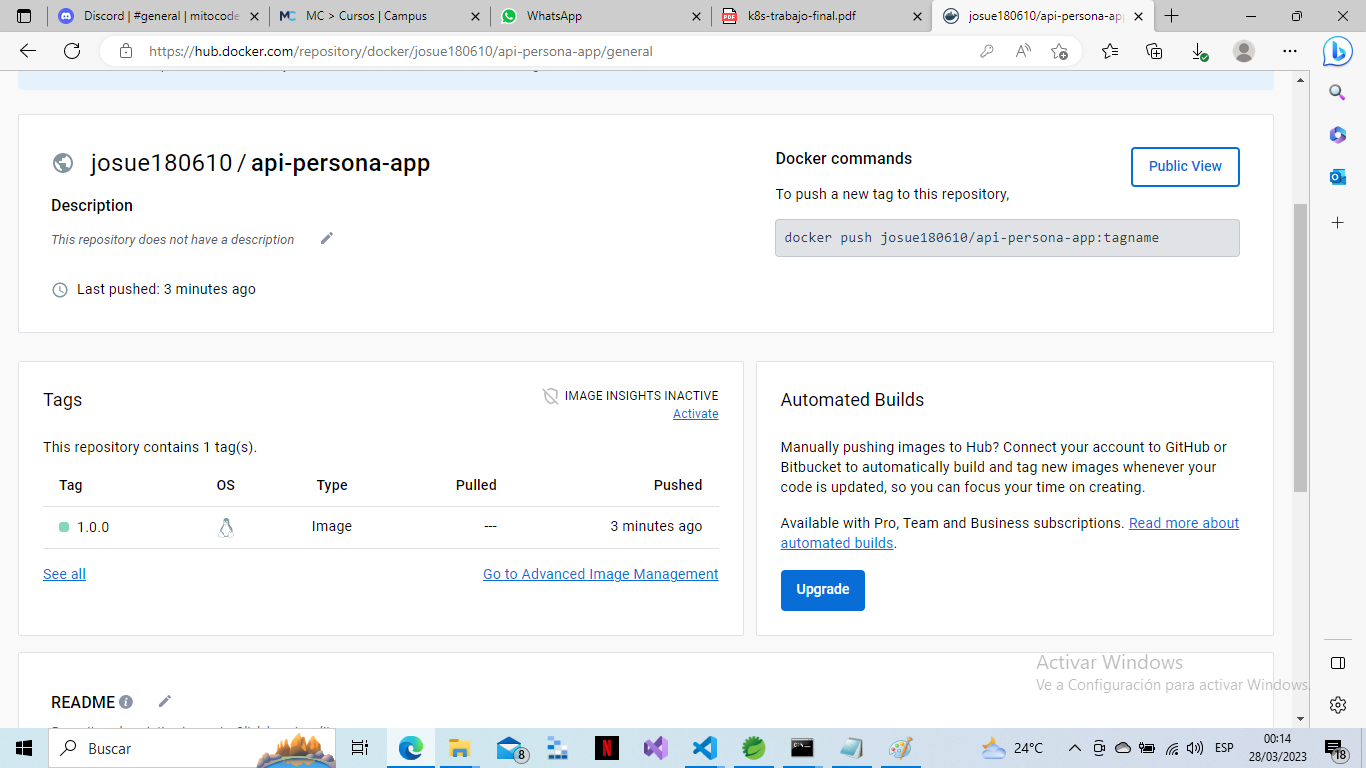 Discord | #general | mitocode
MC > Cursos | Campus
WhatsApp
k8s-trabajo-final.pdf
josue180610/api-persona-app
https://hub.docker.com/repository/docker/josue180610/api-persona-app/general
josue180610 / api-persona-app
Description
This repository does not have a description
Last pushed: 3 minutes ago
Docker commands
Public View
To push a new tag to this repository,
docker push josue180610/api-persona-app:tagname
Tags
IMAGE INSIGHTS INACTIVE
Activate
This repository contains 1 tag(s).
Tag OS Type Pulled Pushed
1.0.0 Image --- 3 minutes ago
See all
Go to Advanced Image Management
Automated Builds
Manually pushing images to Hub? Connect your account to GitHub or
Bitbucket to automatically build and tag new images whenever your
code is updated, so you can focus your time on creating.
Available with Pro, Team and Business subscriptions. Read more about
automated builds.
Upgrade
README
Activar Windows
Ve a Configuración para activar Windows.
Buscar
8
24°C
ESP
00:14
28/03/2023
18